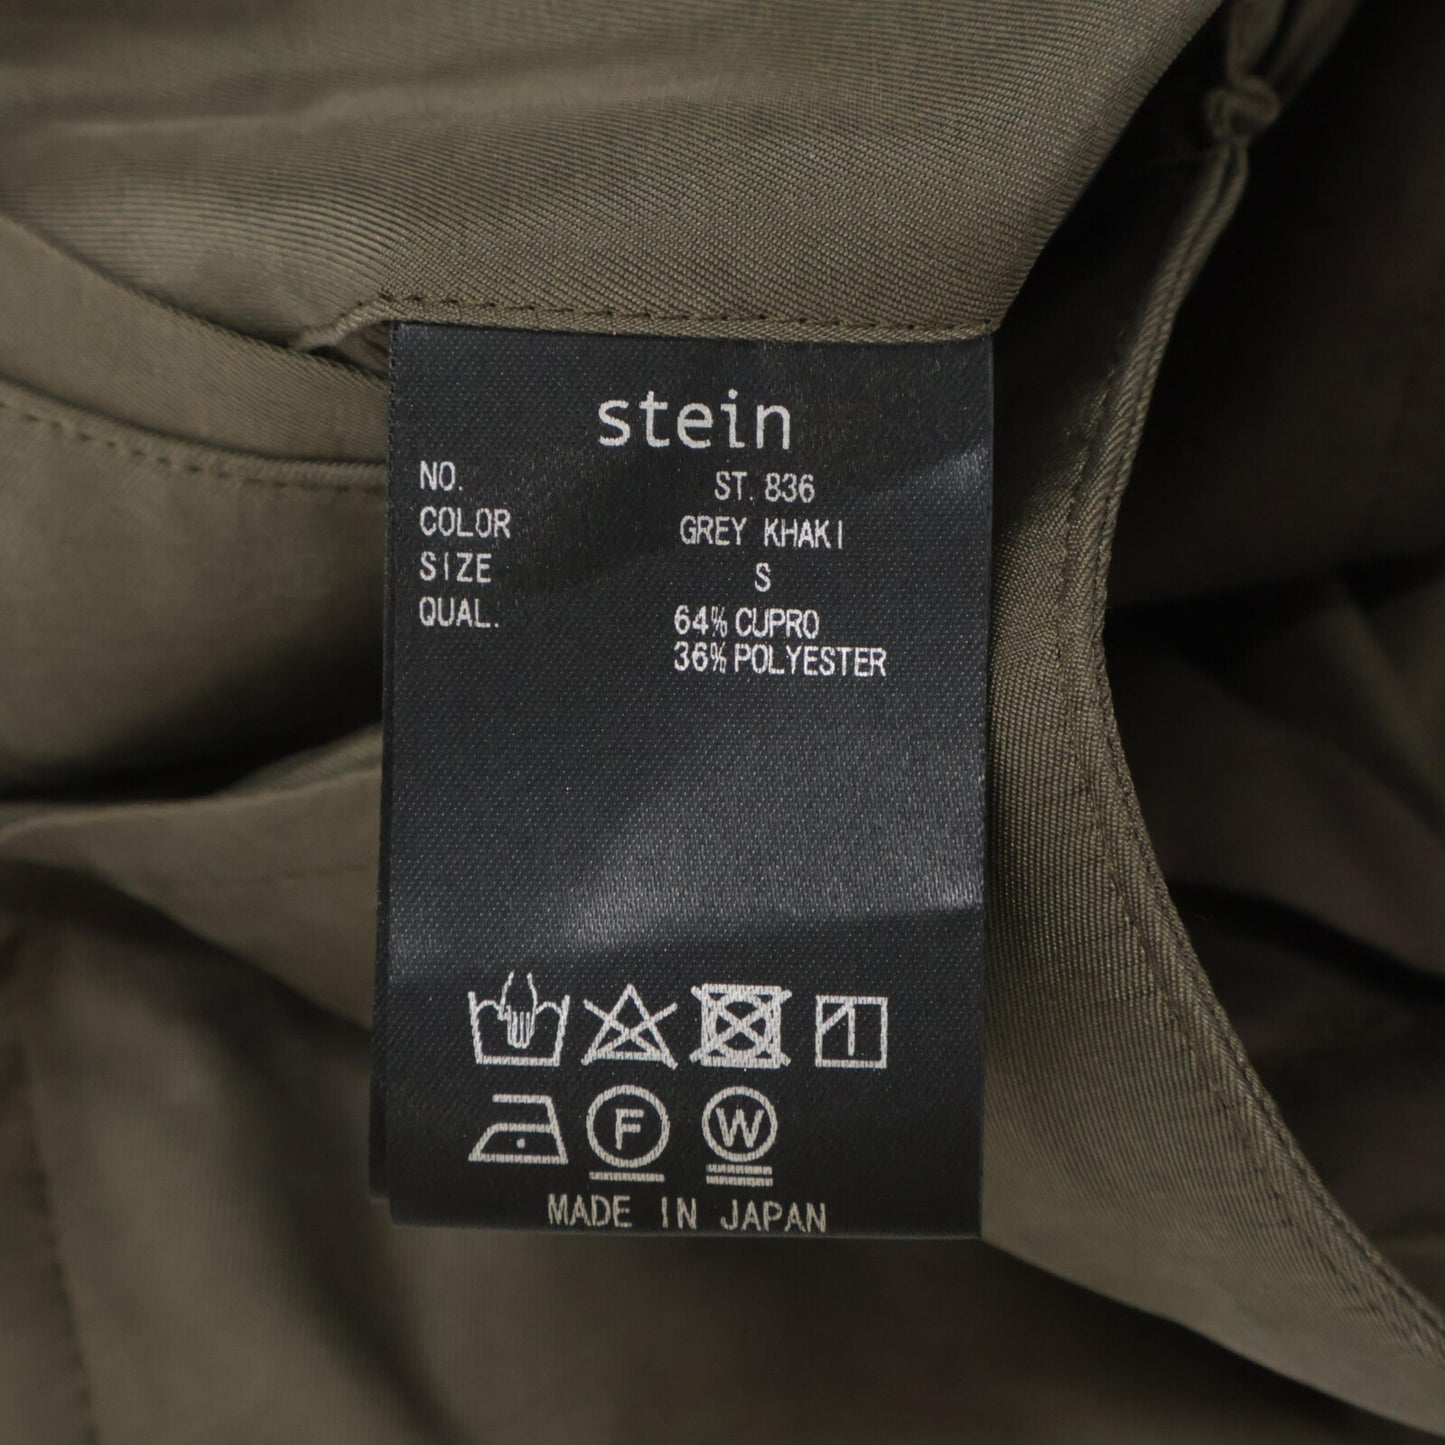 stein
NO. ST. 836
COLOR GREY KHAKI
SIZE S
QUAL. 64% CUPRO
36% POLYESTER
F W
MADE IN JAPAN